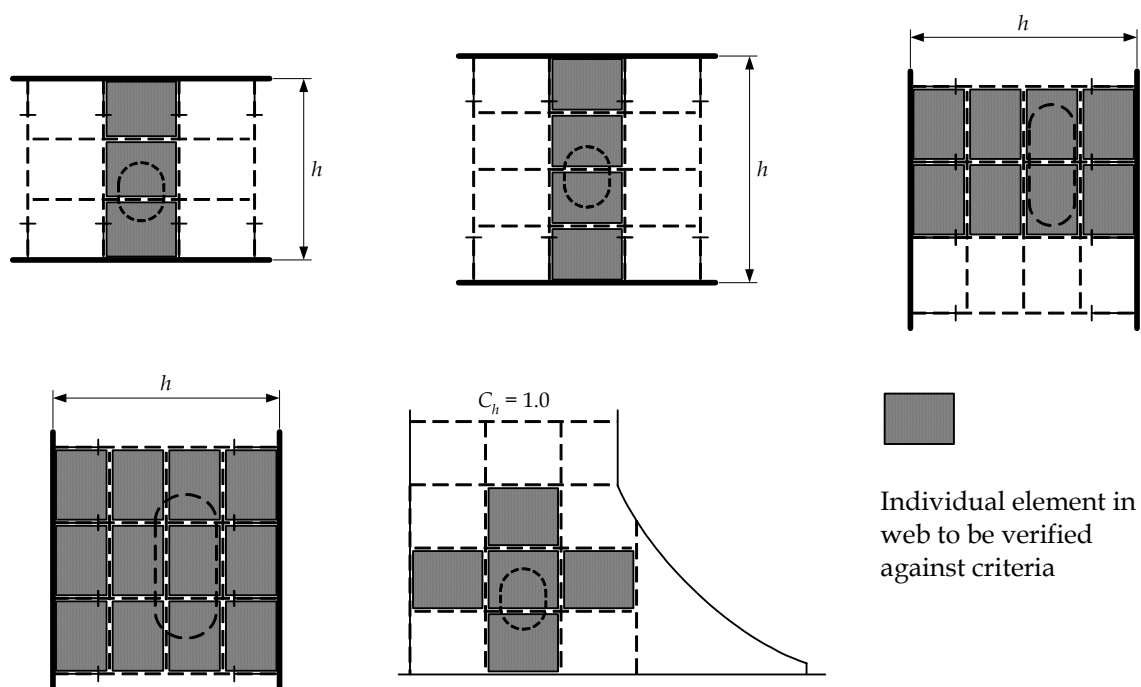 h
h
h
h
C_h = 1.0
Individual element in
web to be verified
against criteria